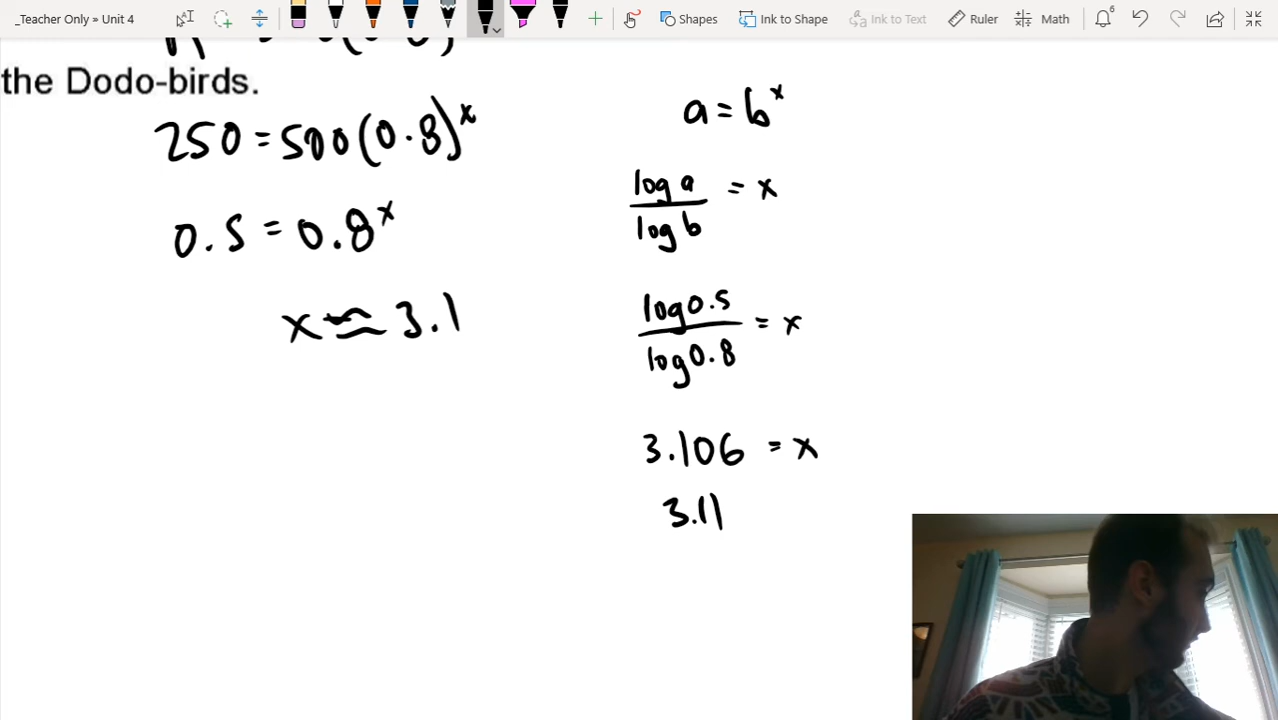 _Teacher Only » Unit 4
Shapes
Ink to Shape
Ink to Text
Ruler
Math
6
the Dodo-birds.
250 = 500(0.8)^x
0.5 = 0.8^x
x ≈ 3.1
a = b^x
log a / log b = x
log 0.5 / log 0.8 = x
3.106 = x
3.11